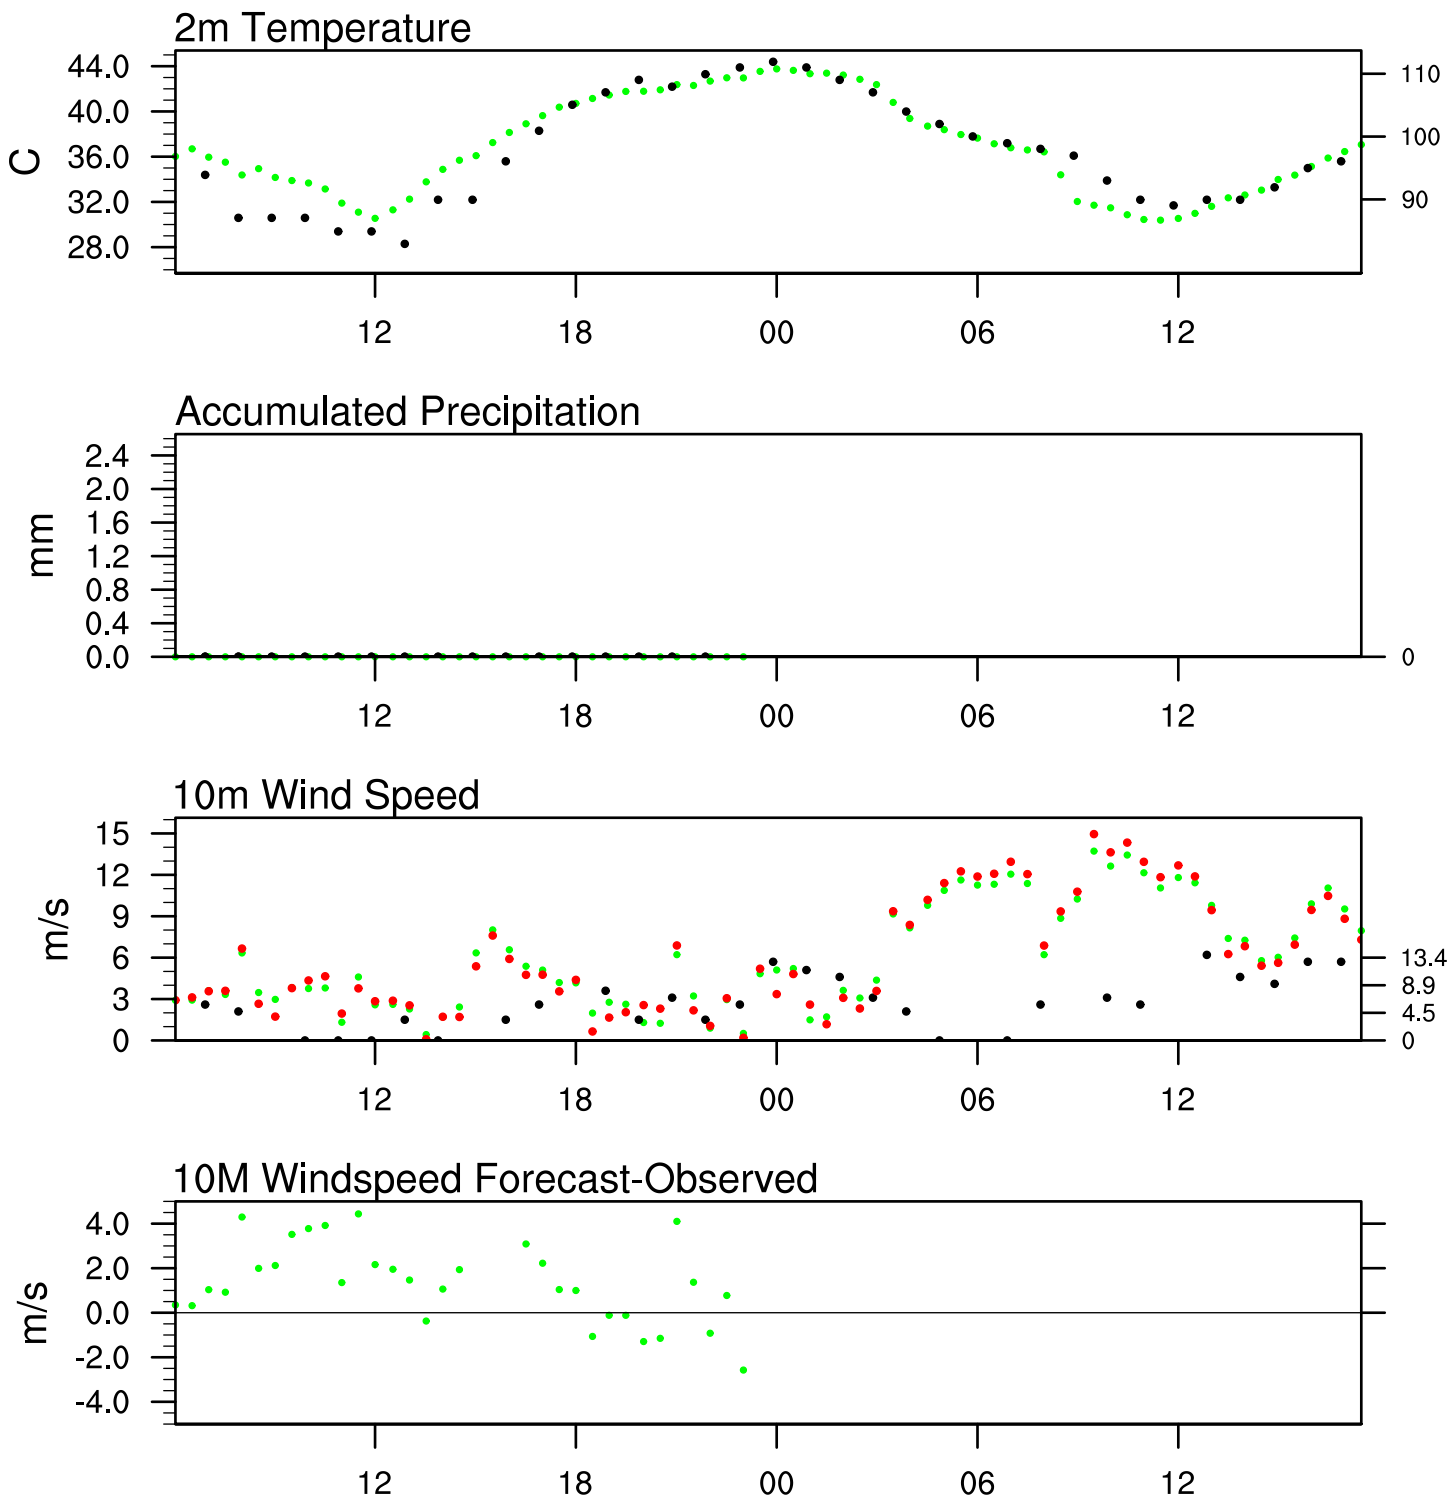 2m Temperature
44.0
40.0
36.0
32.0
28.0
C
110
100
90
12 18 00 06 12
Accumulated Precipitation
2.4
2.0
1.6
1.2
0.8
0.4
0.0
mm
0
12 18 00 06 12
10m Wind Speed
15
12
9
6
3
0
m/s
13.4
8.9
4.5
0
12 18 00 06 12
10M Windspeed Forecast-Observed
4.0
2.0
0.0
-2.0
-4.0
m/s
12 18 00 06 12